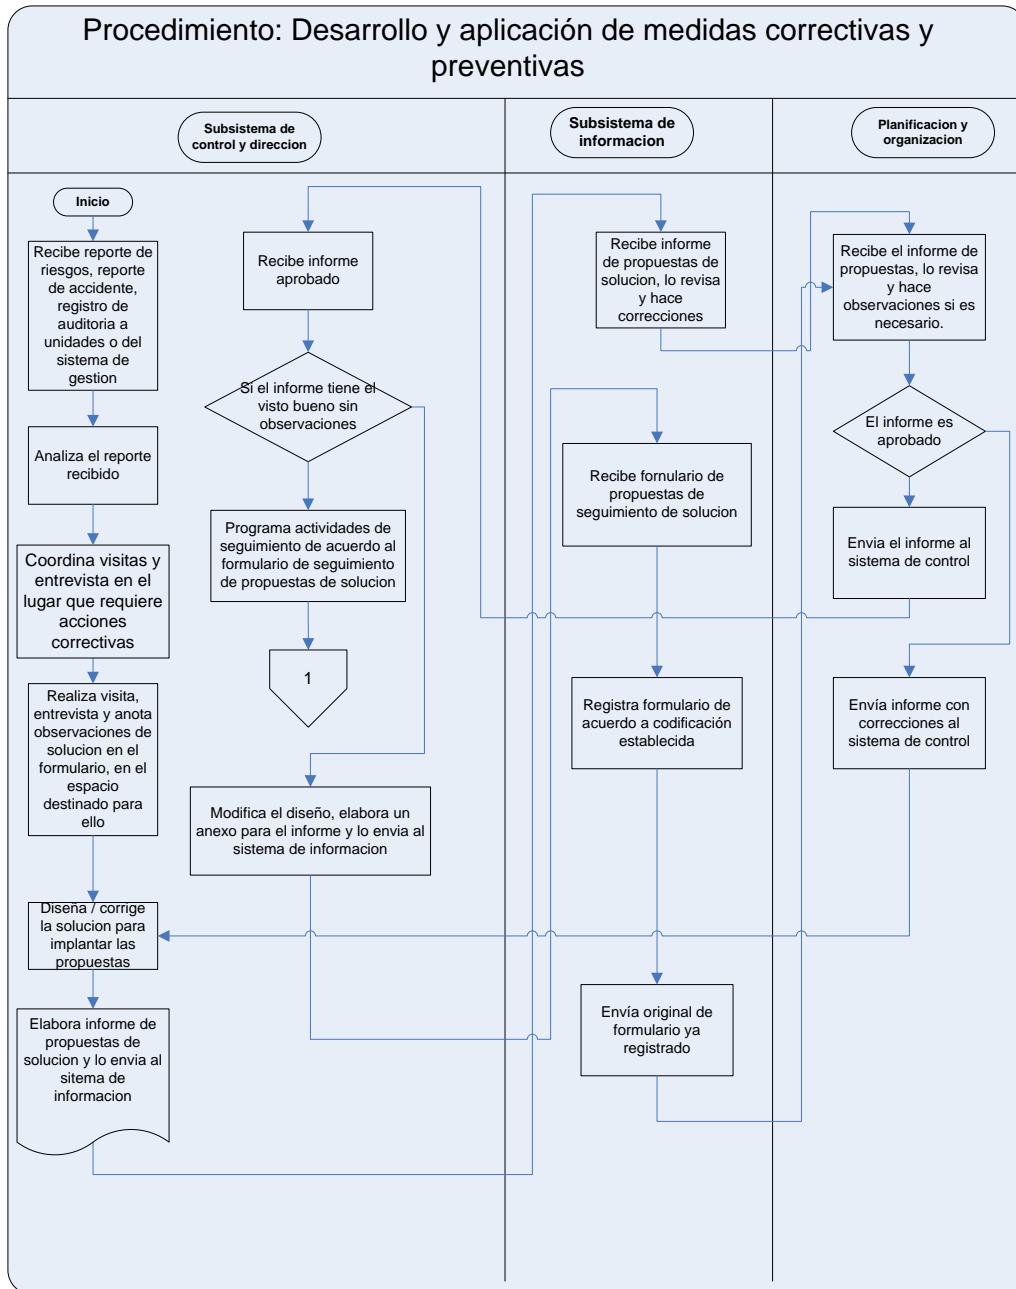 Procedimiento: Desarrollo y aplicación de medidas correctivas y
preventivas
Subsistema de
control y direccion
Subsistema de
informacion
Planificacion y
organizacion
Inicio
Recibe reporte de
riesgos, reporte
de accidente,
registro de
auditoria a
unidades o del
sistema de
gestion
Analiza el reporte
recibido
Coordina visitas y
entrevista en el
lugar que requiere
acciones
correctivas
Realiza visita,
entrevista y anota
observaciones de
solucion en el
formulario, en el
espacio
destinado para
ello
Diseña / corrige
la solucion para
implantar las
propuestas
Elabora informe de
propuestas de
solucion y lo envia al
sitema de
informacion
Recibe informe
aprobado
Si el informe tiene el
visto bueno sin
observaciones
Programa actividades de
seguimiento de acuerdo al
formulario de seguimiento
de propuestas de solucion
1
Modifica el diseño, elabora un
anexo para el informe y lo envia al
sistema de informacion
Recibe informe
de propuestas de
solucion, lo revisa
y hace
correcciones
Recibe fornulario de
propuestas de
seguimiento de solucion
Registra formulario de
acuerdo a codificación
establecida
Envía original de
formulario ya
registrado
Recibe el informe de
propuestas, lo revisa
y hace
observaciones si es
necesario.
El informe es
aprobado
Envia el informe al
sistema de control
Envía informe con
correcciones al
sistema de control